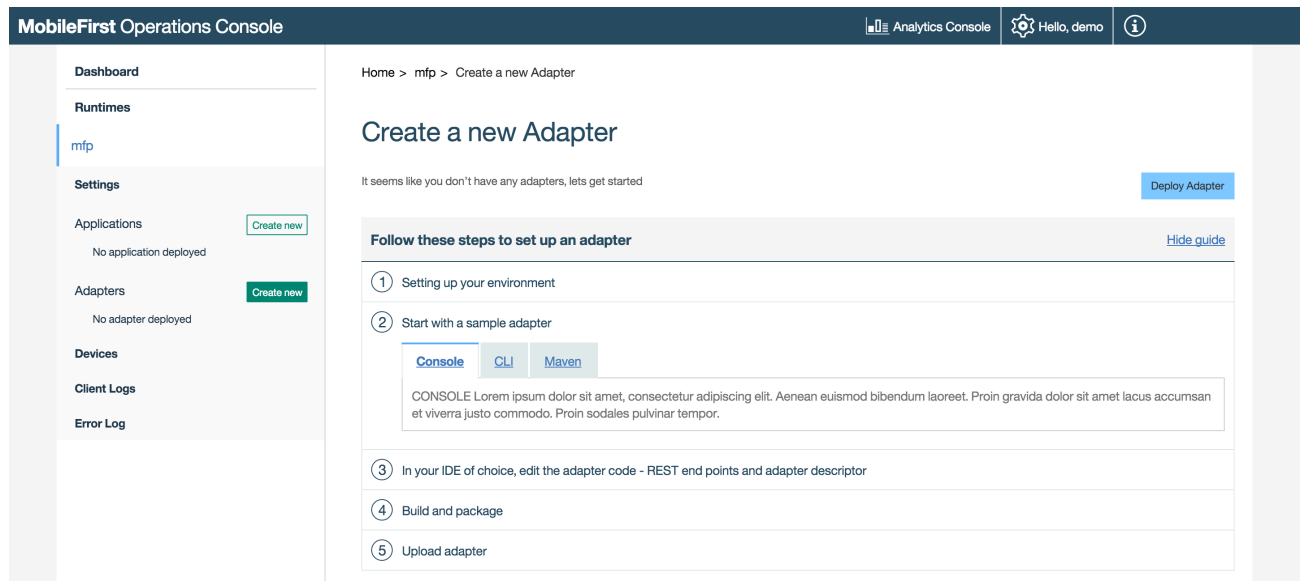 MobileFirst Operations Console
Analytics Console
Hello, demo
Dashboard
Runtimes
mfp
Settings
Applications
Create new
No application deployed
Adapters
Create new
No adapter deployed
Devices
Client Logs
Error Log
Home > mfp > Create a new Adapter
Create a new Adapter
It seems like you don't have any adapters, lets get started
Deploy Adapter
Follow these steps to set up an adapter
Hide guide
1 Setting up your environment
2 Start with a sample adapter
Console CLI Maven
CONSOLE Lorem ipsum dolor sit amet, consectetur adipiscing elit. Aenean euismod bibendum laoreet. Proin gravida dolor sit amet lacus accumsan
et viverra justo commodo. Proin sodales pulvinar tempor.
3 In your IDE of choice, edit the adapter code - REST end points and adapter descriptor
4 Build and package
5 Upload adapter